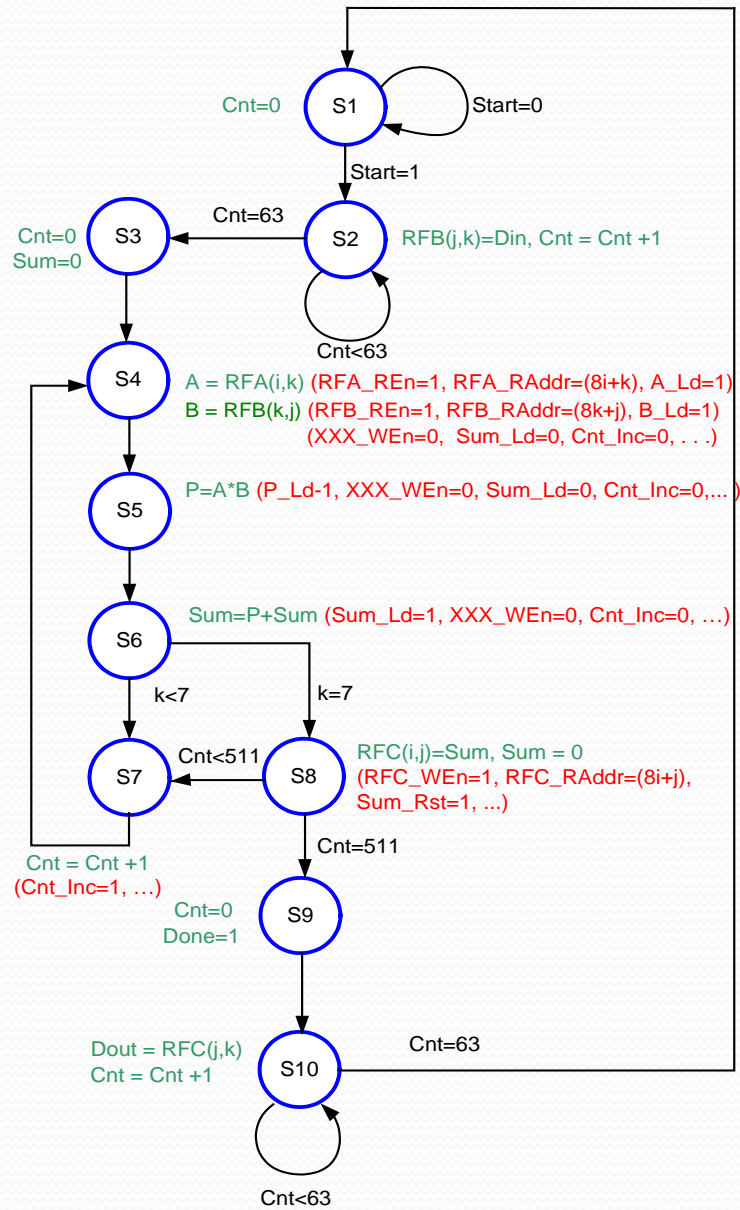 Cnt=0
S1
Start=0
Start=1
Cnt=63
Cnt=0
Sum=0
S3
S2
RFB(j,k)=Din, Cnt = Cnt +1
Cnt<63
S4
A = RFA(i,k) (RFA_REn=1, RFA_RAddr=(8i+k), A_Ld=1)
B = RFB(k,j) (RFB_REn=1, RFB_RAddr=(8k+j), B_Ld=1)
(XXX_WEn=0, Sum_Ld=0, Cnt_Inc=0, . . .)
S5
P=A*B (P_Ld-1, XXX_WEn=0, Sum_Ld=0, Cnt_Inc=0,... )
S6
Sum=P+Sum (Sum_Ld=1, XXX_WEn=0, Cnt_Inc=0, …)
k<7
k=7
S7
Cnt<511
S8
RFC(i,j)=Sum, Sum = 0
(RFC_WEn=1, RFC_RAddr=(8i+j),
Sum_Rst=1, ...)
Cnt=511
Cnt = Cnt +1
(Cnt_Inc=1, …)
Cnt=0
Done=1
S9
Dout = RFC(j,k)
Cnt = Cnt +1
S10
Cnt=63
Cnt<63